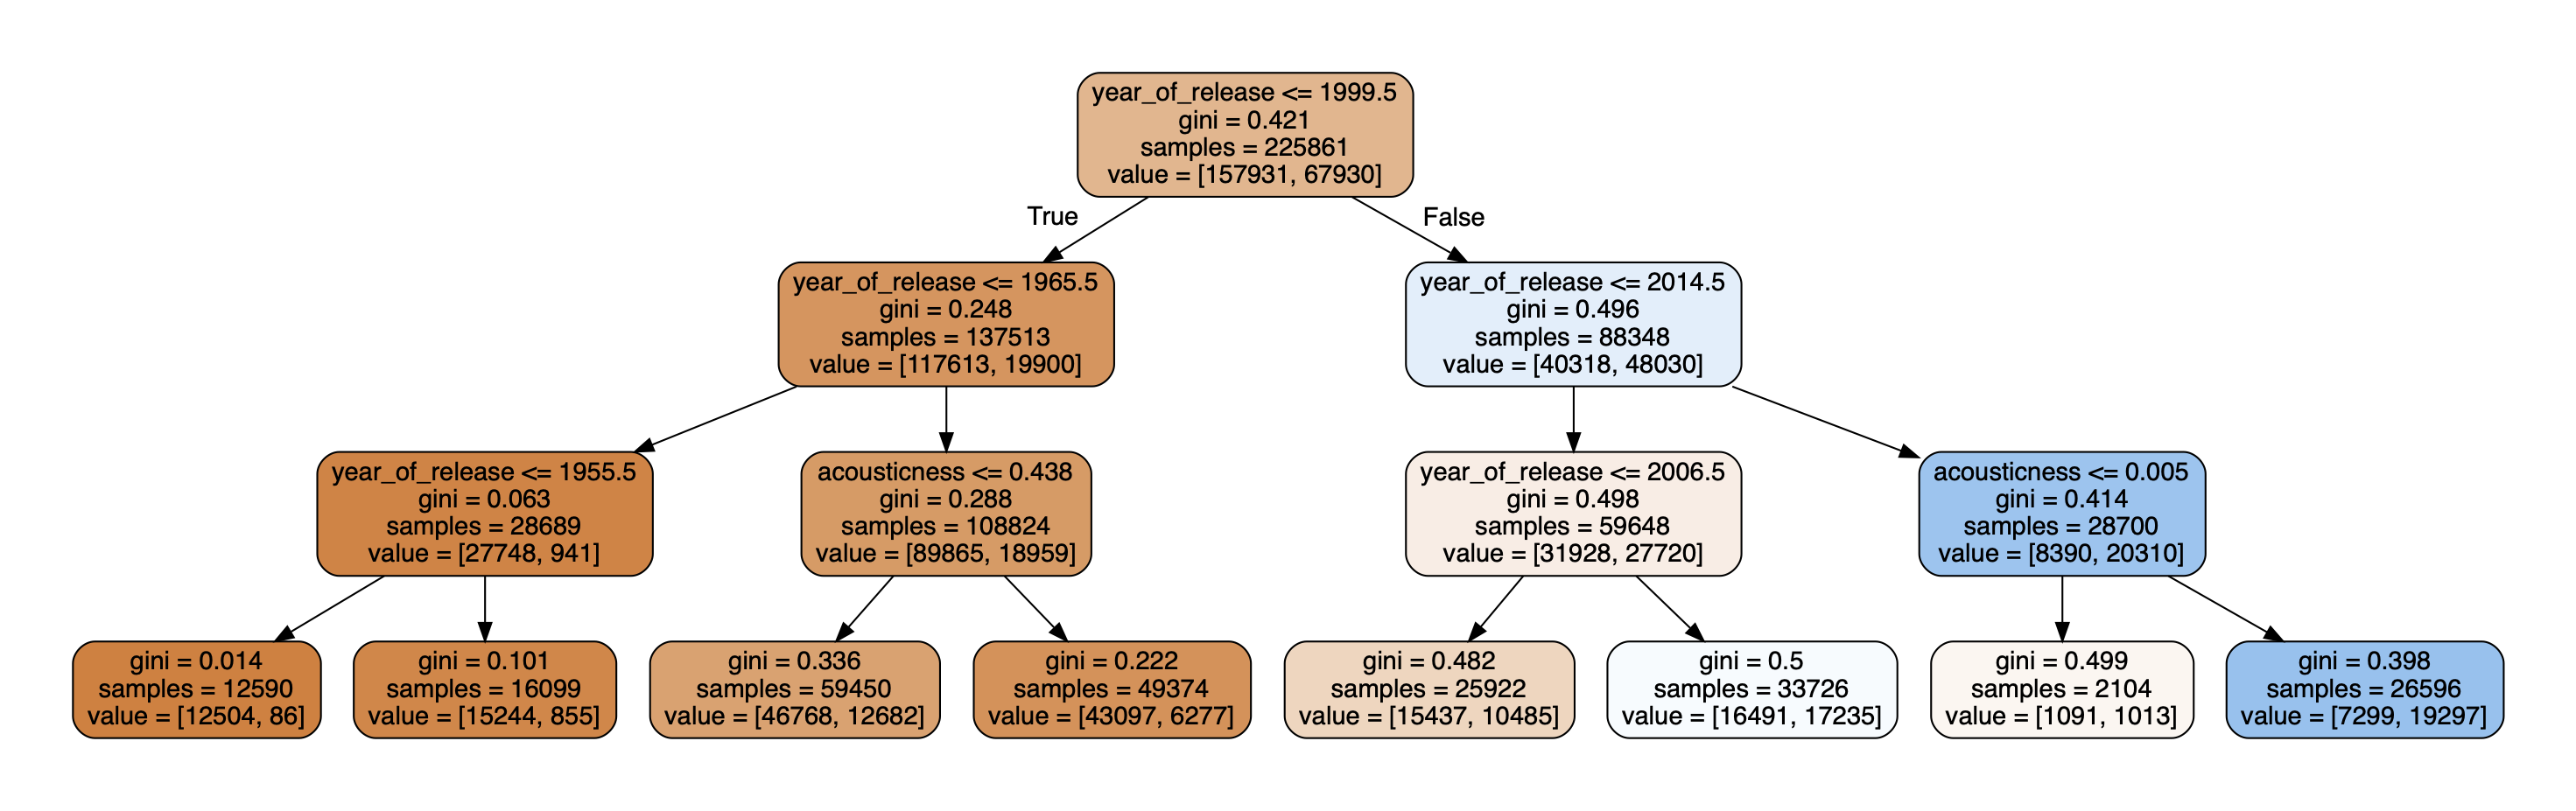 year_of_release <= 1999.5
gini = 0.421
samples = 225861
value = [157931, 67930]
True
False
year_of_release <= 1965.5
gini = 0.248
samples = 137513
value = [117613, 19900]
year_of_release <= 2014.5
gini = 0.496
samples = 88348
value = [40318, 48030]
year_of_release <= 1955.5
gini = 0.063
samples = 28689
value = [27748, 941]
acousticness <= 0.438
gini = 0.288
samples = 108824
value = [89865, 18959]
year_of_release <= 2006.5
gini = 0.498
samples = 59648
value = [31928, 27720]
acousticness <= 0.005
gini = 0.414
samples = 28700
value = [8390, 20310]
gini = 0.014
samples = 12590
value = [12504, 86]
gini = 0.101
samples = 16099
value = [15244, 855]
gini = 0.336
samples = 59450
value = [46768, 12682]
gini = 0.222
samples = 49374
value = [43097, 6277]
gini = 0.482
samples = 25922
value = [15437, 10485]
gini = 0.5
samples = 33726
value = [16491, 17235]
gini = 0.499
samples = 2104
value = [1091, 1013]
gini = 0.398
samples = 26596
value = [7299, 19297]